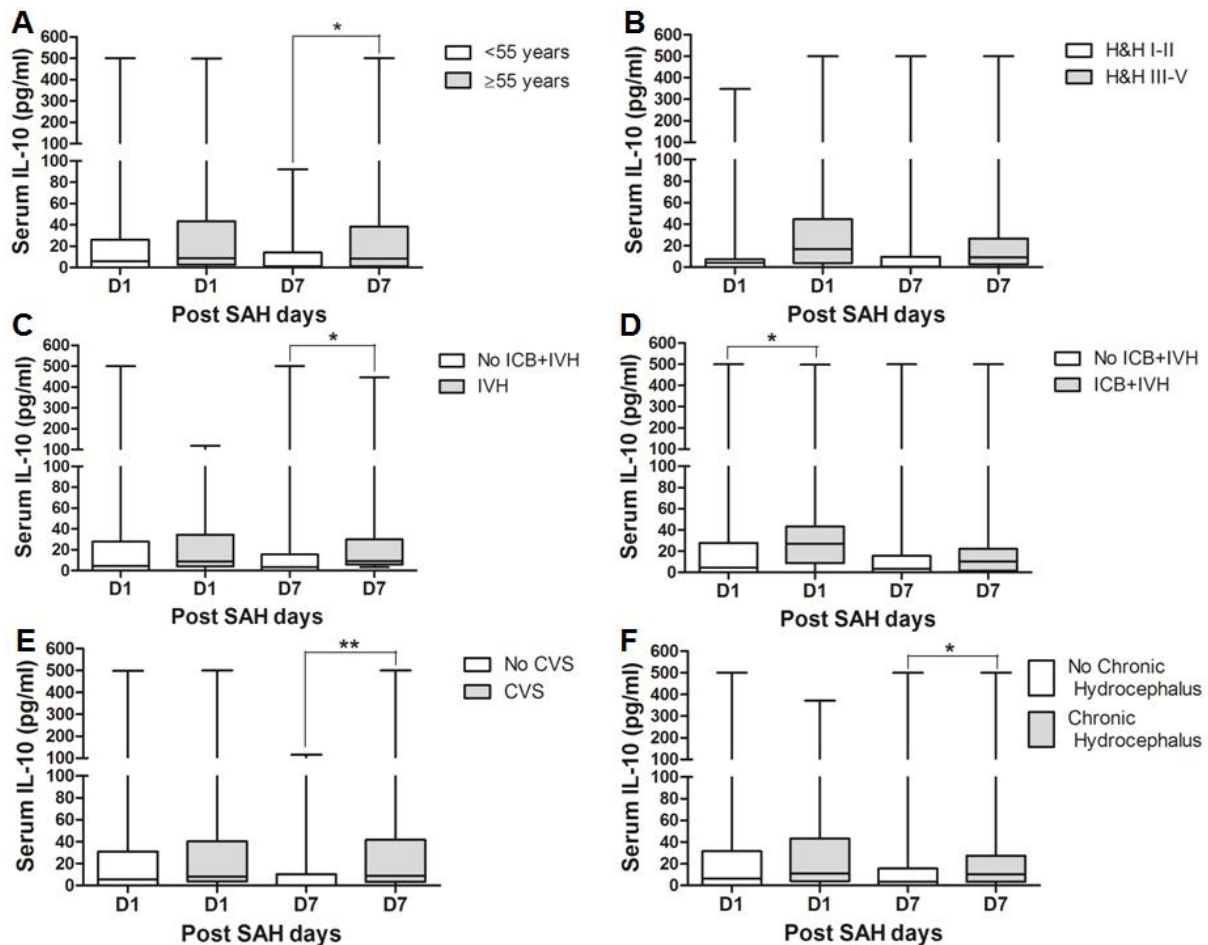 A
Serum IL-10 (pg/ml)
600
500
400
300
200
100
100
80
60
40
20
0
*
<55 years
≥55 years
D1 D1 D7 D7
Post SAH days
B
Serum IL-10 (pg/ml)
600
500
400
300
200
100
100
80
60
40
20
0
H&H I-II
H&H III-V
D1 D1 D7 D7
Post SAH days
C
Serum IL-10 (pg/ml)
600
500
400
300
200
100
100
80
60
40
20
0
*
No ICB+IVH
IVH
D1 D1 D7 D7
Post SAH days
D
Serum IL-10 (pg/ml)
600
500
400
300
200
100
100
80
60
40
20
0
*
No ICB+IVH
ICB+IVH
D1 D1 D7 D7
Post SAH days
E
Serum IL-10 (pg/ml)
600
500
400
300
200
100
100
80
60
40
20
0
**
No CVS
CVS
D1 D1 D7 D7
Post SAH days
F
Serum IL-10 (pg/ml)
600
500
400
300
200
100
100
80
60
40
20
0
*
No Chronic
Hydrocephalus
Chronic
Hydrocephalus
D1 D1 D7 D7
Post SAH days